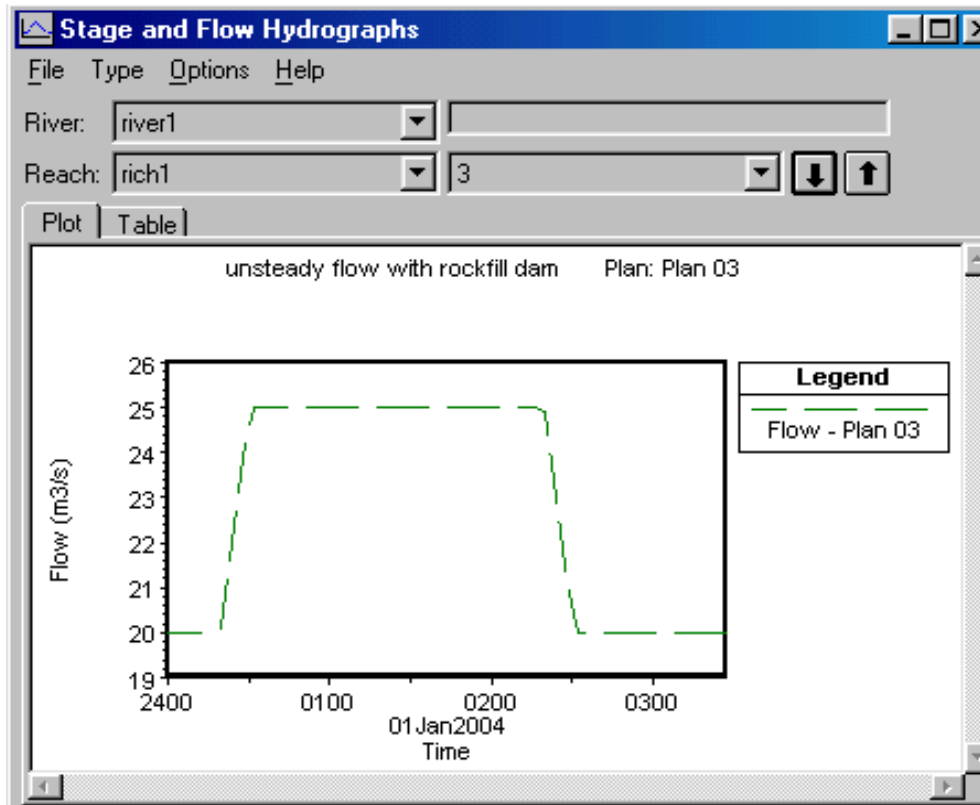 Stage and Flow Hydrographs
File Type Options Help
River: river1
Reach: rich1 3
Plot Table
unsteady flow with rockfill dam Plan: Plan 03
26
25
24
23
22
21
20
19
Flow (m3/s)
2400 0100 0200 0300
01Jan2004
Time
Legend
Flow - Plan 03